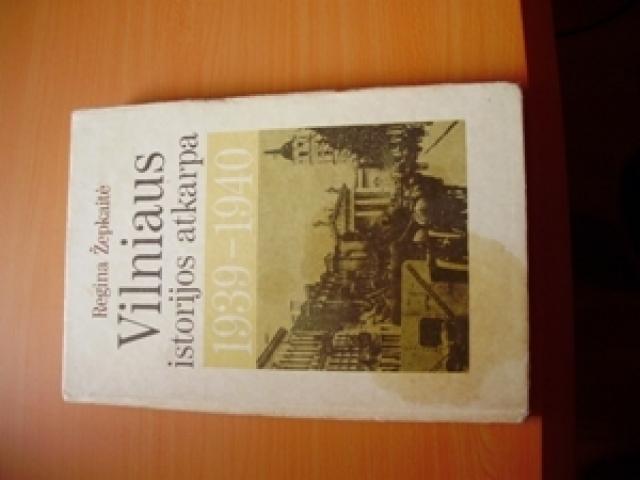 Regina Žepkaitė
Vilniaus
istorijos atkarpa
1939–1940